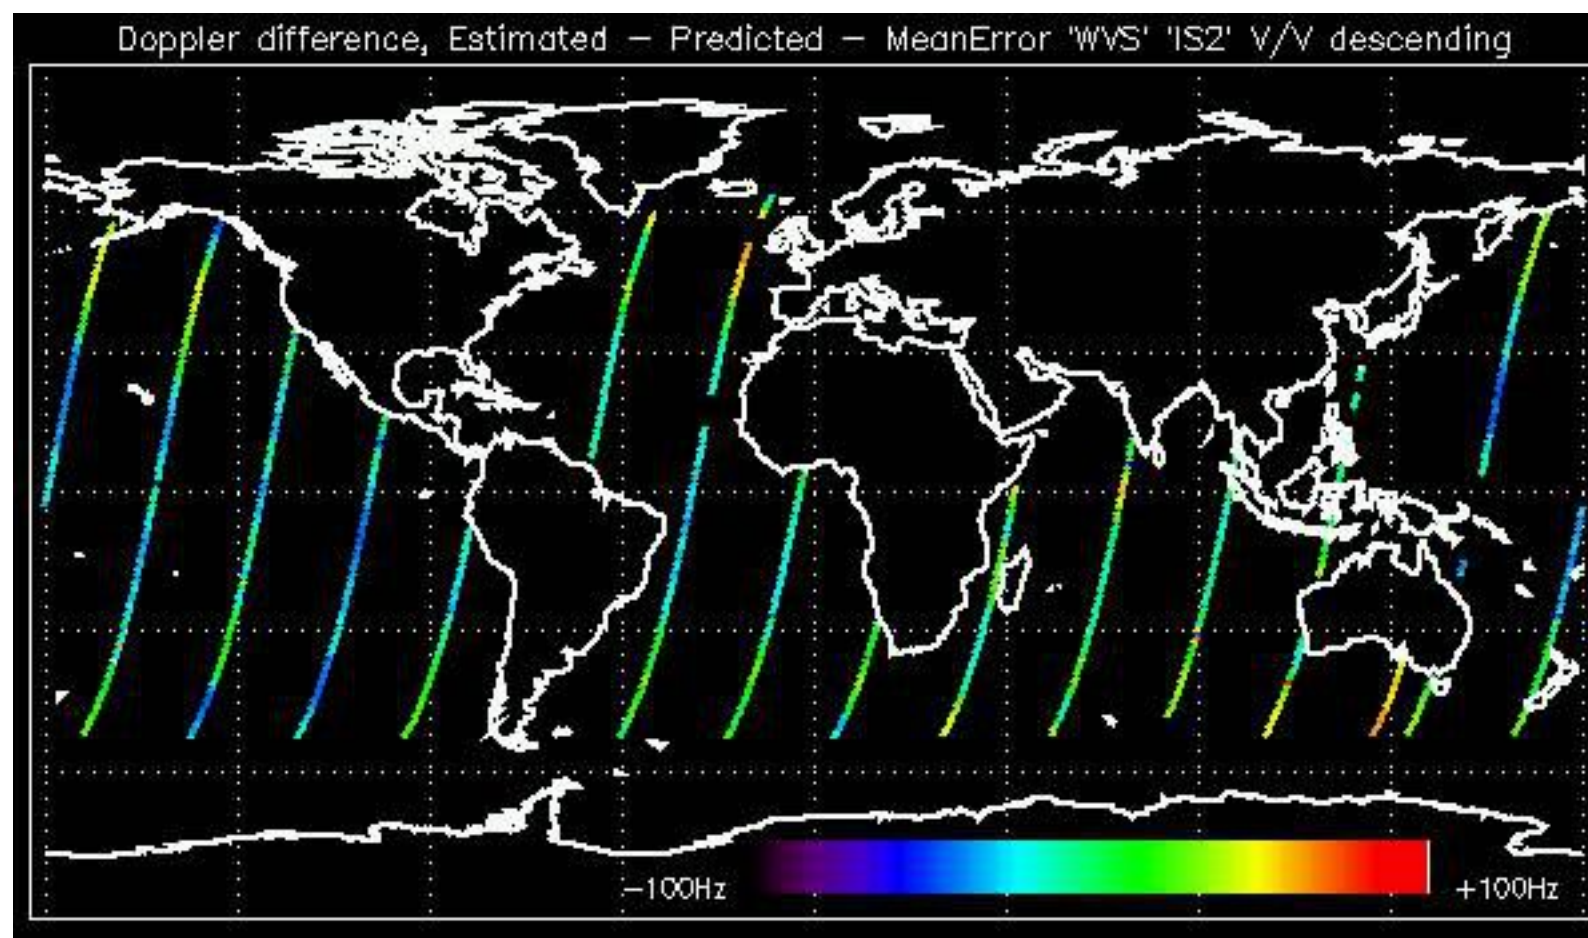 Doppler difference, Estimated - Predicted - MeanError 'WVS' 'IS2' V/V descending
-100Hz +100Hz